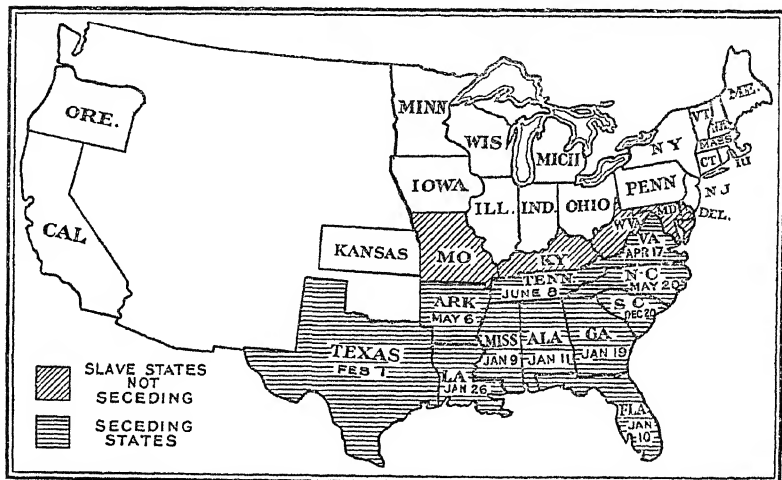 ORE.
CAL
MINN
WIS
MICH
IOWA
ILL.
IND.
OHIO
PENN
N Y
VT
ME.
MASS
CT
RI
N J
DEL.
MD
WVA
VA
APR 17
KANSAS
MO
KY
TENN
JUNE 8
N·C
MAY 20
S C
DEC 20
ARK
MAY 6
MISS
JAN 9
ALA
JAN 11
GA
JAN 19
TEXAS
FEB 1
LA
JAN 26
FLA
JAN
10
SLAVE STATES
NOT
SECEDING
SECEDING
STATES